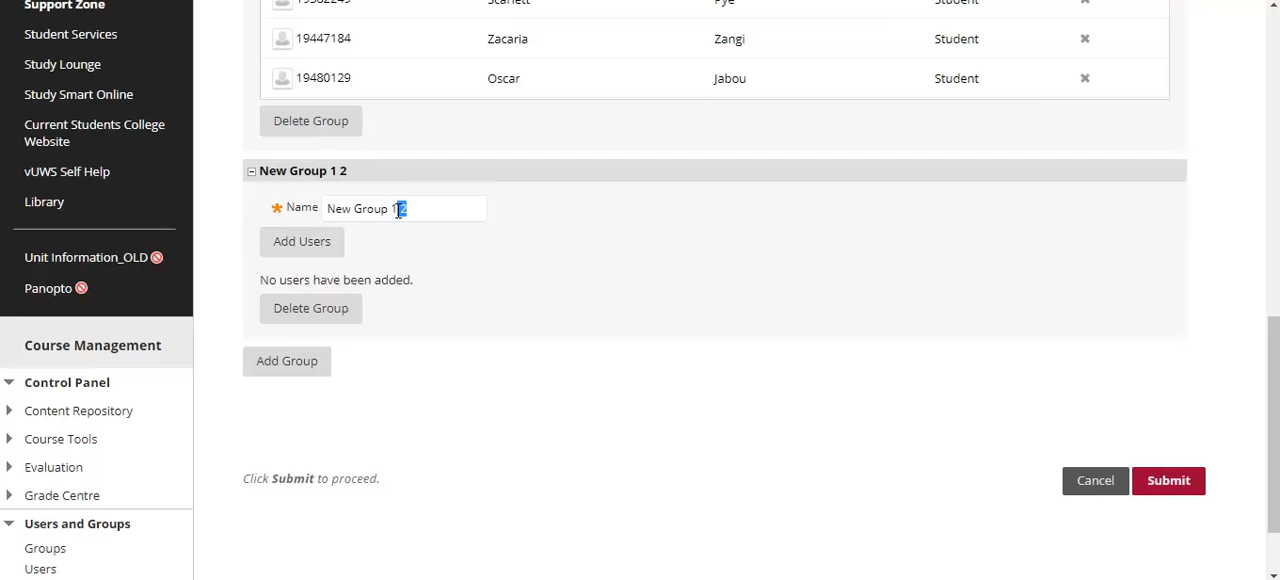 Support Zone
Student Services
Study Lounge
Study Smart Online
Current Students College
Website
vUWS Self Help
Library
Unit Information_OLD
Panopto
Course Management
Control Panel
Content Repository
Course Tools
Evaluation
Grade Centre
Users and Groups
Groups
Users
19382249 Scarlett Pye Student
19447184 Zacaria Zangi Student
19480129 Oscar Jabou Student
Delete Group
New Group 1 2
Name New Group 1 2
Add Users
No users have been added.
Delete Group
Add Group
Click Submit to proceed.
Cancel Submit